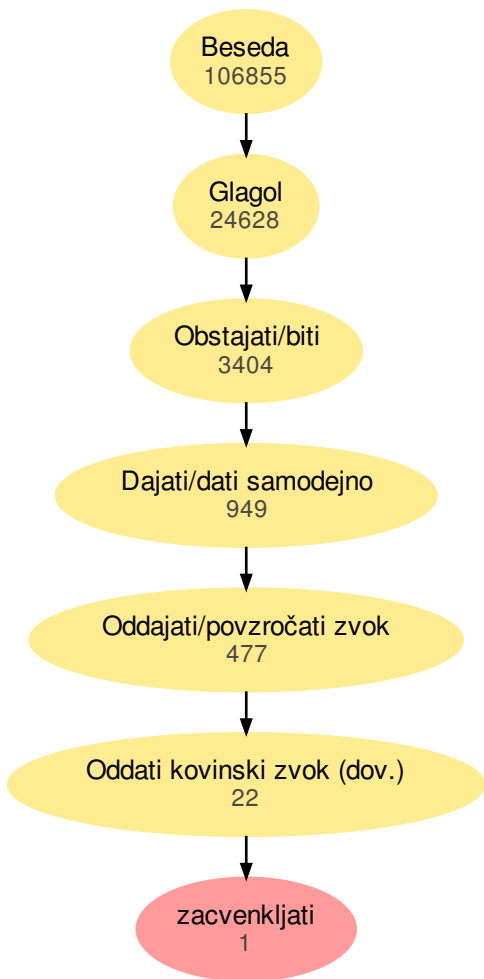 Beseda
106855
Glagol
24628
Obstajati/biti
3404
Dajati/dati samodejno
949
Oddajati/povzročati zvok
477
Oddati kovinski zvok (dov.)
22
zacvenkljati
1